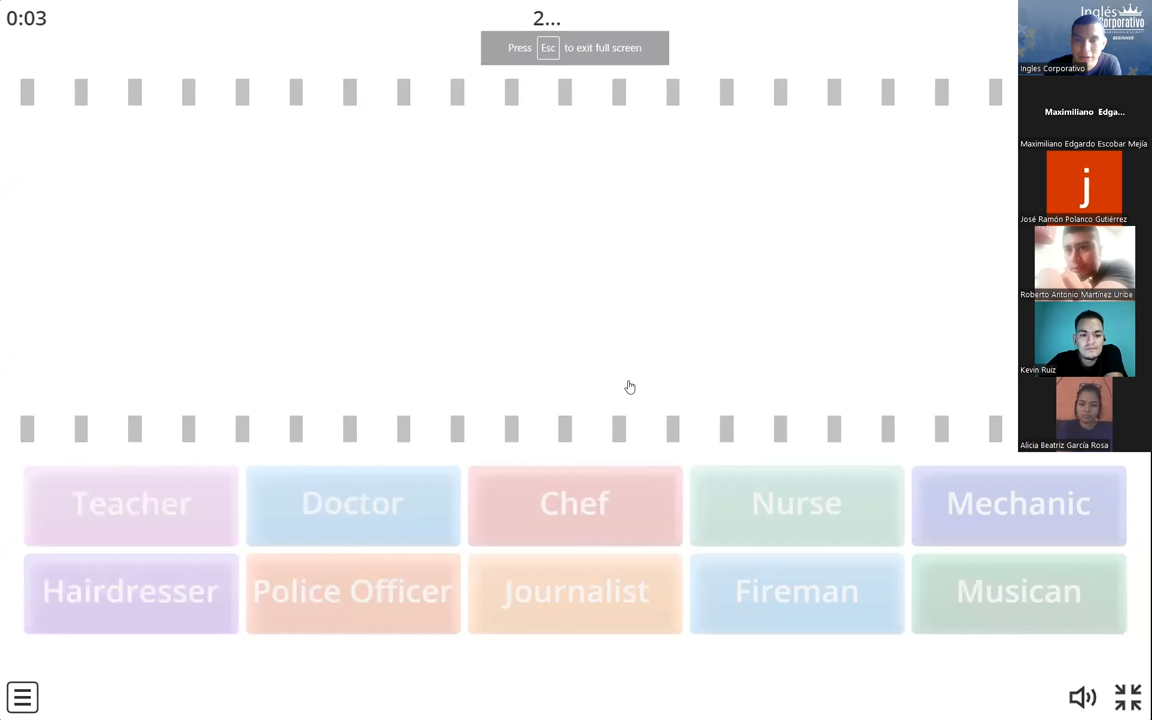 0:03
2...
Press Esc to exit full screen
Inglés
Corporativo
BEGINNER
Ingles Corporativo
Maximiliano Edga...
Maximiliano Edgardo Escobar Mejía
j
José Ramón Polanco Gutiérrez
Roberto Antonio Martínez Uribe
Kevin Ruiz
Alicia Beatriz García Rosa
Teacher
Doctor
Chef
Nurse
Mechanic
Hairdresser
Police Officer
Journalist
Fireman
Musican